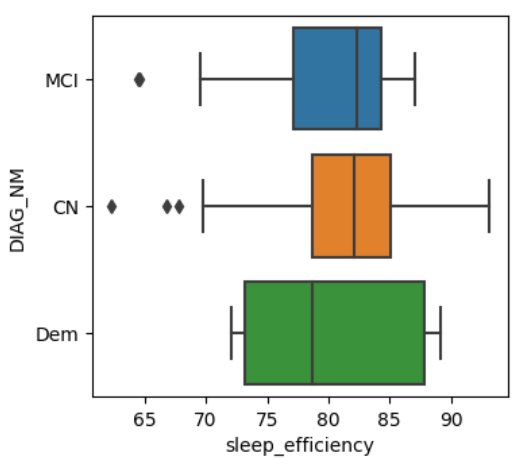 MCI
CN
Dem
DIAG_NM
65 70 75 80 85 90
sleep_efficiency